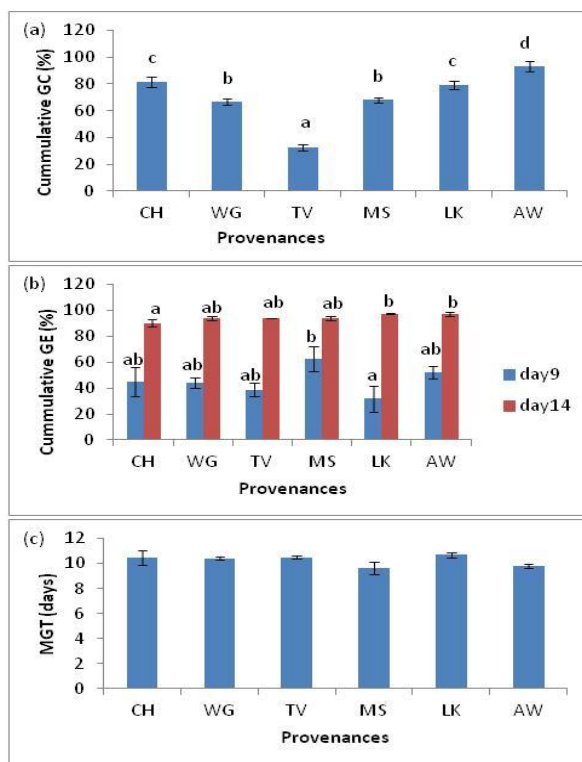 (a)
Cummulative GC (%)
120
100
80
60
40
20
0
c b a b c d
CH WG TV MS LK AW
Provenances
(b)
Cummulative GE (%)
120
100
80
60
40
20
0
a ab ab ab b b
ab ab ab b a ab
day9
day14
CH WG TV MS LK AW
Provenances
(c)
MGT (days)
12
10
8
6
4
2
0
CH WG TV MS LK AW
Provenances